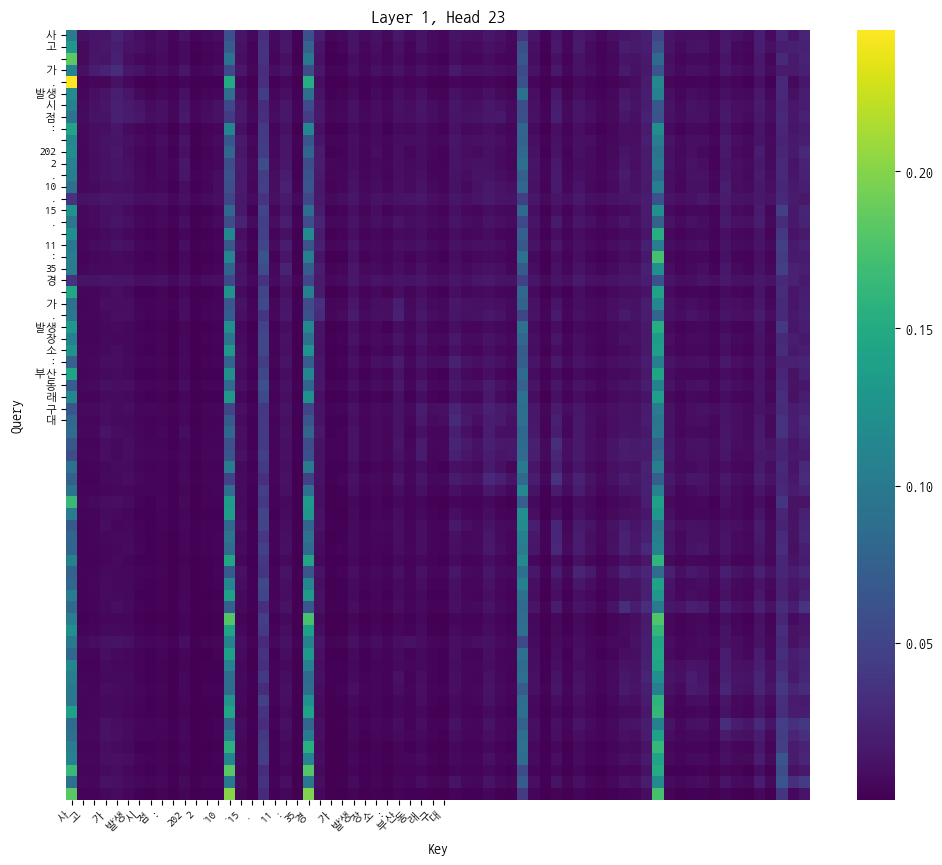 Layer 1, Head 23
사
고
가
.
발생
시
점
:
202
2
.
10
.
15
.
11
:
35
경
가
.
발생
장
소
:
부산
동
래
구
대
Query
0.20
0.15
0.10
0.05
사
고
가
발생
시
점
:
202
2
10
15
.
11
:
35
경
가
발생
장
소
:
부산
동
래
구
대
Key